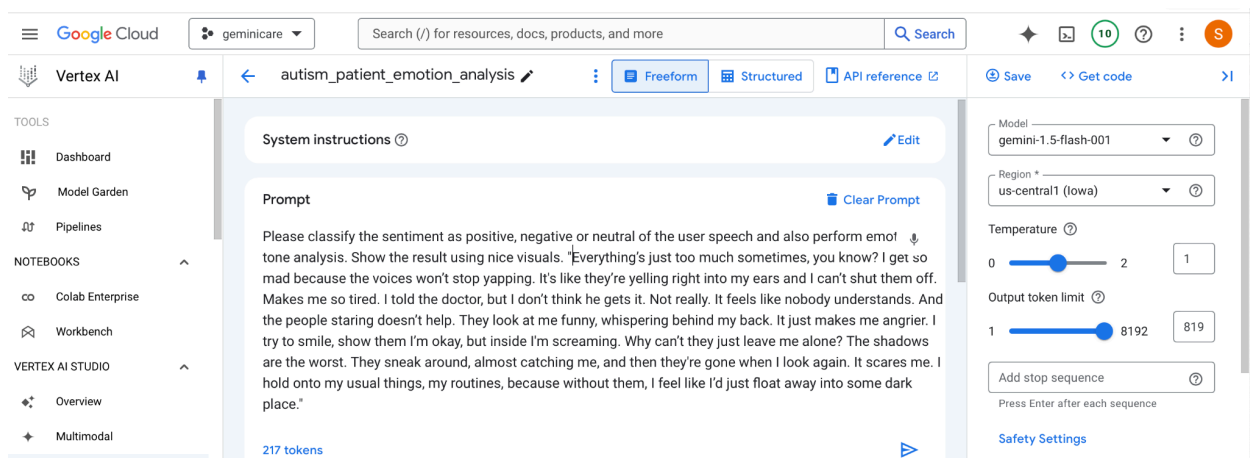 Google Cloud
geminicare
Search (/) for resources, docs, products, and more
Search
10
S
Vertex AI
autism_patient_emotion_analysis
Freeform
Structured
API reference
Save
Get code
TOOLS
Dashboard
Model Garden
Pipelines
NOTEBOOKS
Colab Enterprise
Workbench
VERTEX AI STUDIO
Overview
Multimodal
System instructions
Edit
Prompt
Clear Prompt
Please classify the sentiment as positive, negative or neutral of the user speech and also perform emot
tone analysis. Show the result using nice visuals. "Everything's just too much sometimes, you know? I get so
mad because the voices won't stop yapping. It's like they're yelling right into my ears and I can't shut them off.
Makes me so tired. I told the doctor, but I don't think he gets it. Not really. It feels like nobody understands. And
the people staring doesn't help. They look at me funny, whispering behind my back. It just makes me angrier. I
try to smile, show them I'm okay, but inside I'm screaming. Why can't they just leave me alone? The shadows
are the worst. They sneak around, almost catching me, and then they're gone when I look again. It scares me. I
hold onto my usual things, my routines, because without them, I feel like I'd just float away into some dark
place."
217 tokens
Model
gemini-1.5-flash-001
Region *
us-central1 (Iowa)
Temperature
0 2 1
Output token limit
1 8192 819
Add stop sequence
Press Enter after each sequence
Safety Settings